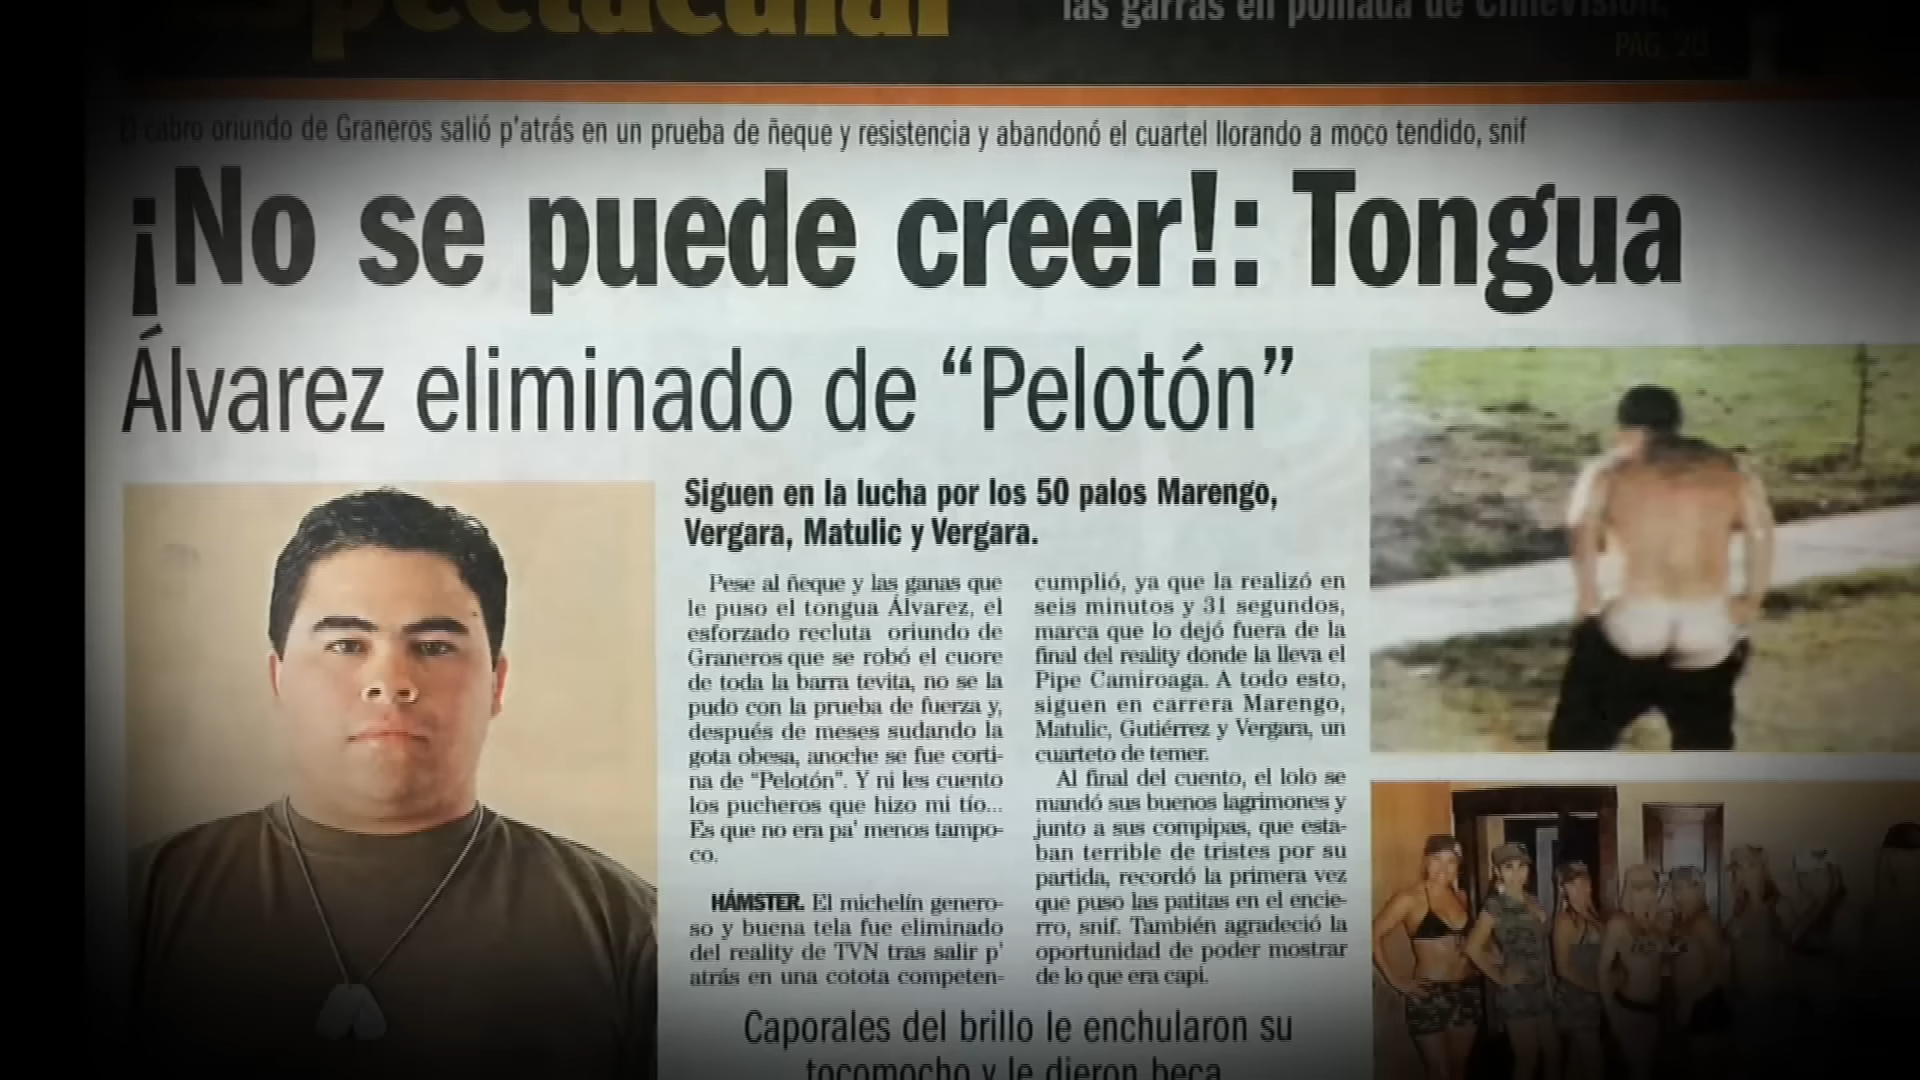 espectacular
las garras en pomada de CineVisión,
PÁG. 20
El cabro oriundo de Graneros salió p'atrás en un prueba de ñeque y resistencia y abandonó el cuartel llorando a moco tendido, snif
¡No se puede creer!: Tongua
Álvarez eliminado de “Pelotón”
Siguen en la lucha por los 50 palos Marengo,
Vergara, Matulic y Vergara.
Pese al ñeque y las ganas que
le puso el tongua Álvarez, el
esforzado recluta oriundo de
Graneros que se robó el cuore
de toda la barra tevita, no se la
pudo con la prueba de fuerza y,
después de meses sudando la
gota obesa, anoche se fue corti-
na de “Pelotón”. Y ni les cuento
los pucheros que hizo mi tío...
Es que no era pa' menos tampo-
co.
HÁMSTER. El michelín genero-
so y buena tela fue eliminado
del reality de TVN tras salir p'
atrás en una cotota competen-
cumplió, ya que la realizó en
seis minutos y 31 segundos,
marca que lo dejó fuera de la
final del reality donde la lleva el
Pipe Camiroaga. A todo esto,
siguen en carrera Marengo,
Matulic, Gutiérrez y Vergara, un
cuarteto de temer.
Al final del cuento, el lolo se
mandó sus buenos lagrimones y
junto a sus compipas, que esta-
ban terrible de tristes por su
partida, recordó la primera vez
que puso las patitas en el encie-
rro, snif. También agradeció la
oportunidad de poder mostrar
de lo que era capi.
Caporales del brillo le enchularon su
tocomocho y le dieron beca